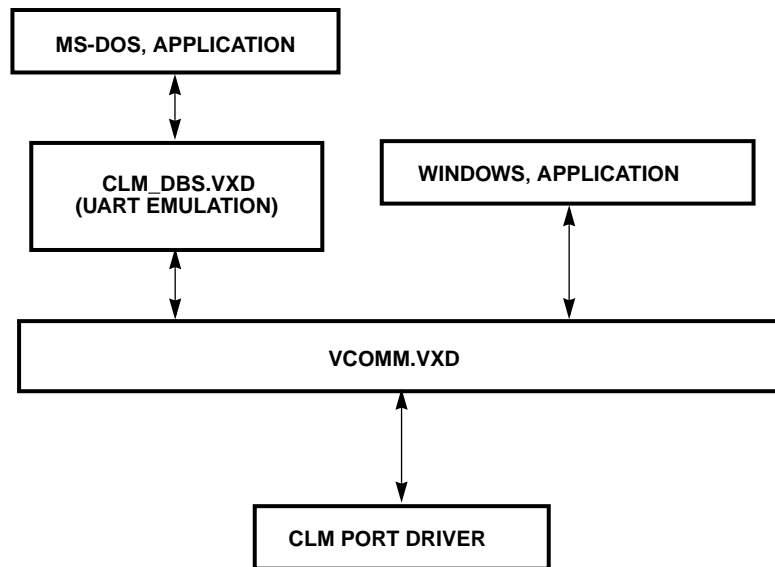 MS-DOS, APPLICATION
CLM_DBS.VXD
(UART EMULATION)
WINDOWS, APPLICATION
VCOMM.VXD
CLM PORT DRIVER